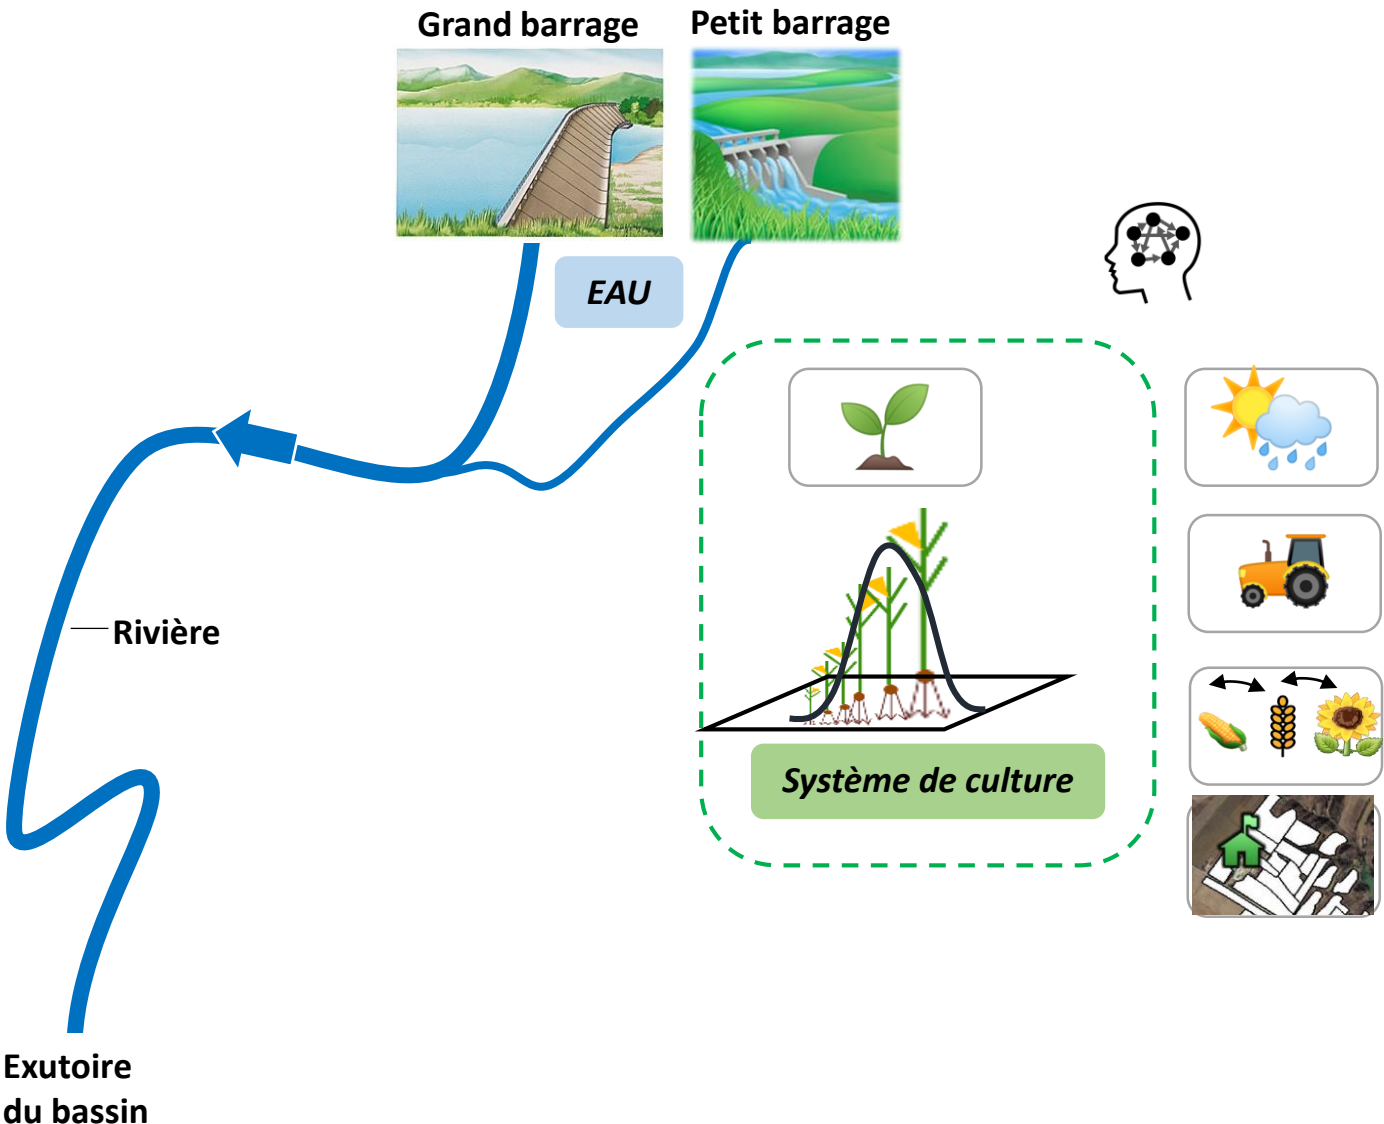 Grand barrage
Petit barrage
EAU
Rivière
Système de culture
Exutoire
du bassin